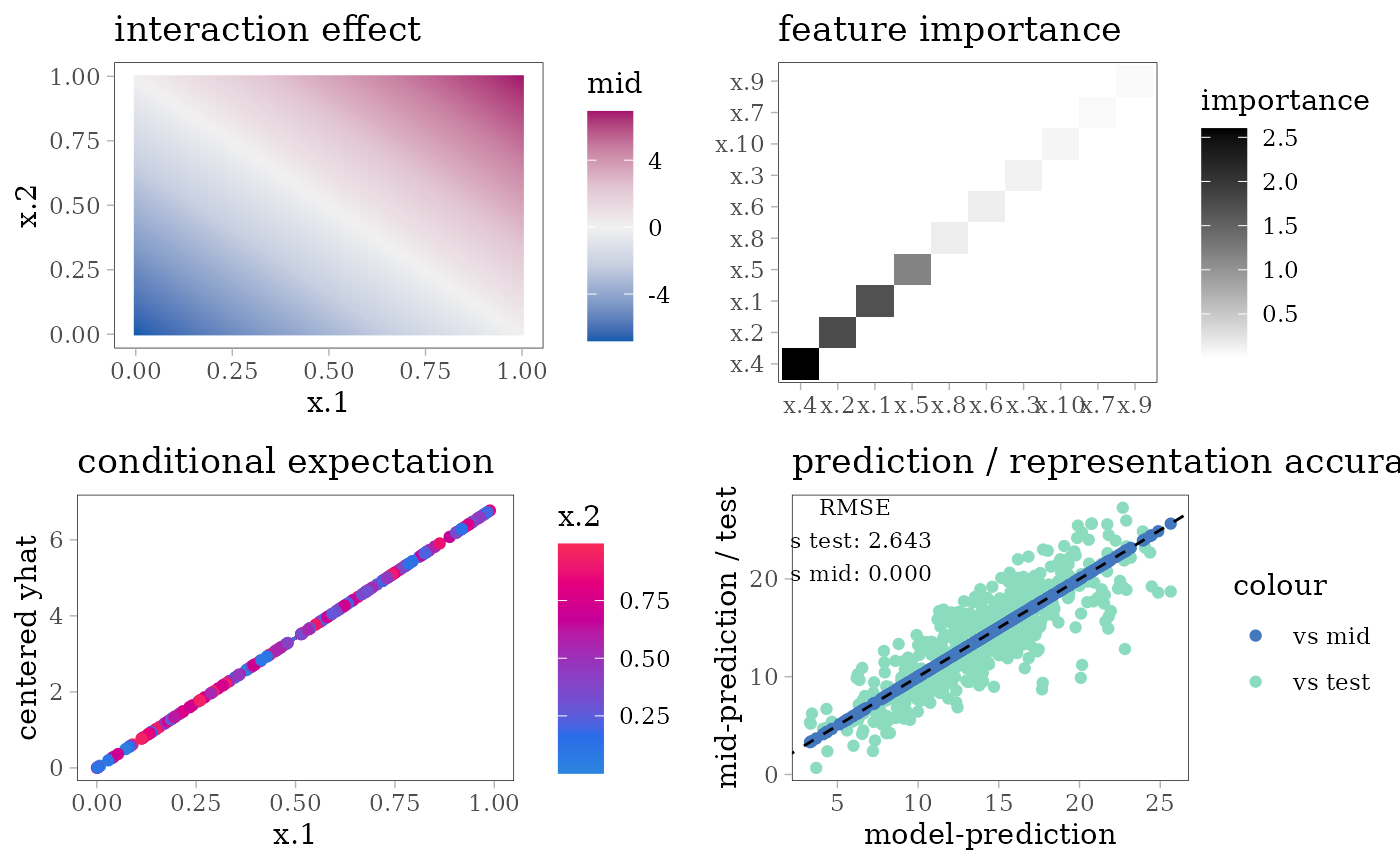 interaction effect
mid
x.2
1.00
0.75
0.50
0.25
0.00
0.00 0.25 0.50 0.75 1.00
x.1
4
0
-4
feature importance
importance
x.9
x.7
x.10
x.3
x.6
x.8
x.5
x.1
x.2
x.4
x.4 x.2 x.1 x.5 x.8 x.6 x.3 x.10 x.7 x.9
2.5
2.0
1.5
1.0
0.5
conditional expectation
x.2
centered yhat
6
4
2
0
0.00 0.25 0.50 0.75 1.00
x.1
0.75
0.50
0.25
prediction / representation accura
mid-prediction / test
RMSE
s test: 2.643
s mid: 0.000
20
10
0
5 10 15 20 25
model-prediction
colour
vs mid
vs test